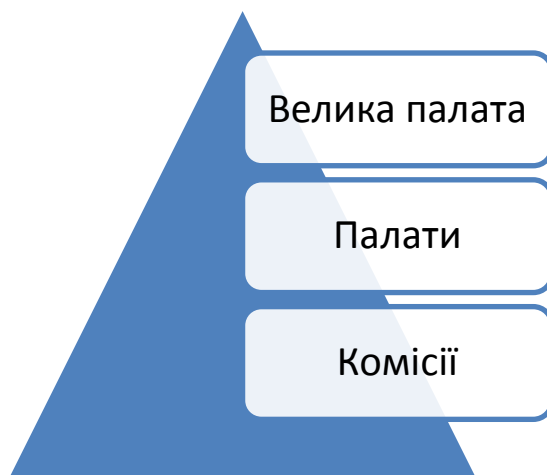 Велика палата
Палати
Комісії